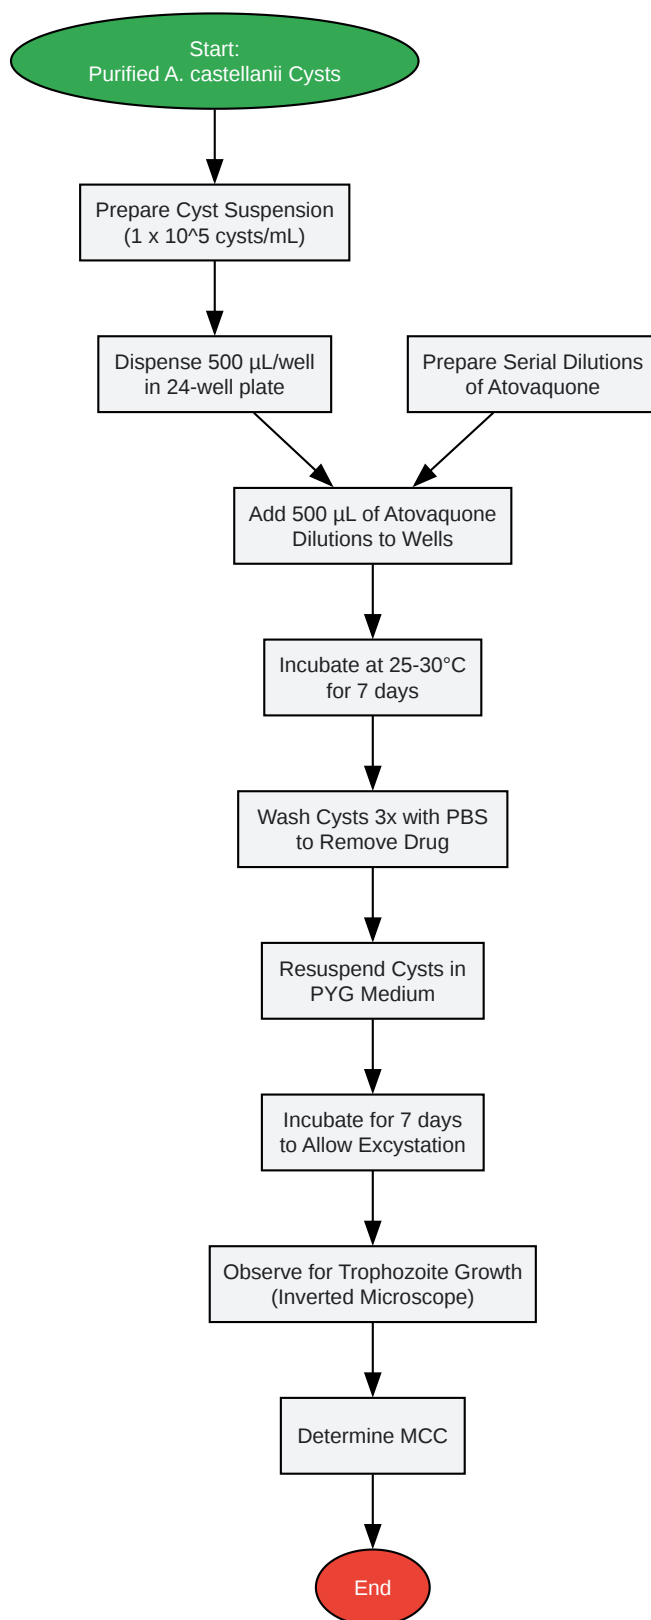 Start:
Purified A. castellanii Cysts
Prepare Cyst Suspension
(1 x 10^5 cysts/mL)
Dispense 500 µL/well
in 24-well plate
Prepare Serial Dilutions
of Atovaquone
Add 500 µL of Atovaquone
Dilutions to Wells
Incubate at 25-30°C
for 7 days
Wash Cysts 3x with PBS
to Remove Drug
Resuspend Cysts in
PYG Medium
Incubate for 7 days
to Allow Excystation
Observe for Trophozoite Growth
(Inverted Microscope)
Determine MCC
End